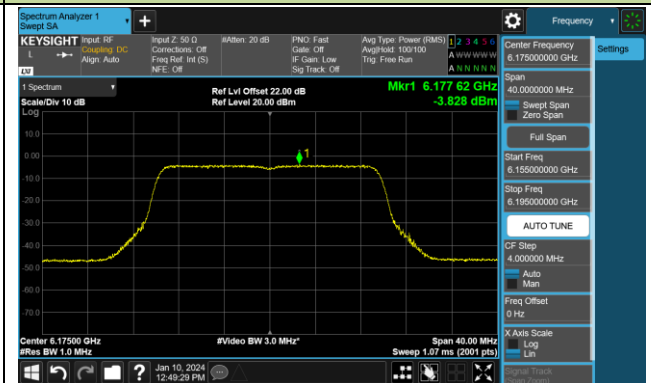 Spectrum Analyzer 1
Swept SA
+
Frequency
KEYSIGHT
L
LXI
Input: RF
Coupling: DC
Align: Auto
Input Z: 50 Ω
Corrections: Off
Freq Ref: Int (S)
NFE: Off
#Atten: 20 dB
PNO: Fast
Gate: Off
IF Gain: Low
Sig Track: Off
Avg Type: Power (RMS)
Avg|Hold: 100/100
Trig: Free Run
1 2 3 4 5 6
A W W W W W
A N N N N N
Settings
1 Spectrum
Scale/Div 10 dB
Ref Lvl Offset 22.00 dB
Ref Level 20.00 dBm
Mkr1 6.177 62 GHz
-3.828 dBm
Log
10.0
0.00
-10.0
-20.0
-30.0
-40.0
-50.0
-60.0
-70.0
1
Center 6.17500 GHz
#Res BW 1.0 MHz
#Video BW 3.0 MHz*
Span 40.00 MHz
Sweep 1.07 ms (2001 pts)
Center Frequency
6.175000000 GHz
Span
40.0000000 MHz
Swept Span
Zero Span
Full Span
Start Freq
6.155000000 GHz
Stop Freq
6.195000000 GHz
AUTO TUNE
CF Step
4.000000 MHz
Auto
Man
Freq Offset
0 Hz
X Axis Scale
Log
Lin
Signal Track
(Span Zoom)
?
Jan 10, 2024
12:49:29 PM